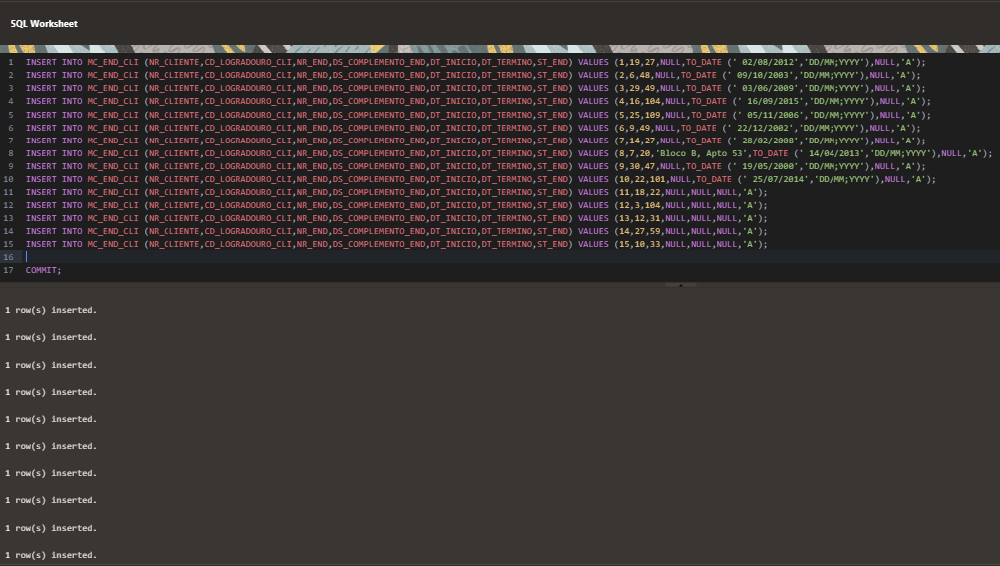 SQL Worksheet
1 INSERT INTO MC_END_CLI (NR_CLIENTE,CD_LOGRADOURO_CLI,NR_END,DS_COMPLEMENTO_END,DT_INICIO,DT_TERMINO,ST_END) VALUES (1,19,27,NULL,TO_DATE (' 02/08/2012','DD/MM;YYYY'),NULL,'A');
2 INSERT INTO MC_END_CLI (NR_CLIENTE,CD_LOGRADOURO_CLI,NR_END,DS_COMPLEMENTO_END,DT_INICIO,DT_TERMINO,ST_END) VALUES (2,6,48,NULL,TO_DATE (' 09/10/2003','DD/MM;YYYY'),NULL,'A');
3 INSERT INTO MC_END_CLI (NR_CLIENTE,CD_LOGRADOURO_CLI,NR_END,DS_COMPLEMENTO_END,DT_INICIO,DT_TERMINO,ST_END) VALUES (3,29,49,NULL,TO_DATE (' 03/06/2009','DD/MM;YYYY'),NULL,'A');
4 INSERT INTO MC_END_CLI (NR_CLIENTE,CD_LOGRADOURO_CLI,NR_END,DS_COMPLEMENTO_END,DT_INICIO,DT_TERMINO,ST_END) VALUES (4,16,104,NULL,TO_DATE (' 16/09/2015','DD/MM;YYYY'),NULL,'A');
5 INSERT INTO MC_END_CLI (NR_CLIENTE,CD_LOGRADOURO_CLI,NR_END,DS_COMPLEMENTO_END,DT_INICIO,DT_TERMINO,ST_END) VALUES (5,25,109,NULL,TO_DATE (' 05/11/2006','DD/MM;YYYY'),NULL,'A');
6 INSERT INTO MC_END_CLI (NR_CLIENTE,CD_LOGRADOURO_CLI,NR_END,DS_COMPLEMENTO_END,DT_INICIO,DT_TERMINO,ST_END) VALUES (6,9,49,NULL,TO_DATE (' 22/12/2002','DD/MM;YYYY'),NULL,'A');
7 INSERT INTO MC_END_CLI (NR_CLIENTE,CD_LOGRADOURO_CLI,NR_END,DS_COMPLEMENTO_END,DT_INICIO,DT_TERMINO,ST_END) VALUES (7,14,27,NULL,TO_DATE (' 28/02/2008','DD/MM;YYYY'),NULL,'A');
8 INSERT INTO MC_END_CLI (NR_CLIENTE,CD_LOGRADOURO_CLI,NR_END,DS_COMPLEMENTO_END,DT_INICIO,DT_TERMINO,ST_END) VALUES (8,7,20,'Bloco B, Apto 53',TO_DATE (' 14/04/2013','DD/MM;YYYY'),NULL,'A');
9 INSERT INTO MC_END_CLI (NR_CLIENTE,CD_LOGRADOURO_CLI,NR_END,DS_COMPLEMENTO_END,DT_INICIO,DT_TERMINO,ST_END) VALUES (9,30,47,NULL,TO_DATE (' 19/05/2000','DD/MM;YYYY'),NULL,'A');
10 INSERT INTO MC_END_CLI (NR_CLIENTE,CD_LOGRADOURO_CLI,NR_END,DS_COMPLEMENTO_END,DT_INICIO,DT_TERMINO,ST_END) VALUES (10,22,101,NULL,TO_DATE (' 25/07/2014','DD/MM;YYYY'),NULL,'A');
11 INSERT INTO MC_END_CLI (NR_CLIENTE,CD_LOGRADOURO_CLI,NR_END,DS_COMPLEMENTO_END,DT_INICIO,DT_TERMINO,ST_END) VALUES (11,18,22,NULL,NULL,NULL,'A');
12 INSERT INTO MC_END_CLI (NR_CLIENTE,CD_LOGRADOURO_CLI,NR_END,DS_COMPLEMENTO_END,DT_INICIO,DT_TERMINO,ST_END) VALUES (12,3,104,NULL,NULL,NULL,'A');
13 INSERT INTO MC_END_CLI (NR_CLIENTE,CD_LOGRADOURO_CLI,NR_END,DS_COMPLEMENTO_END,DT_INICIO,DT_TERMINO,ST_END) VALUES (13,12,31,NULL,NULL,NULL,'A');
14 INSERT INTO MC_END_CLI (NR_CLIENTE,CD_LOGRADOURO_CLI,NR_END,DS_COMPLEMENTO_END,DT_INICIO,DT_TERMINO,ST_END) VALUES (14,27,59,NULL,NULL,NULL,'A');
15 INSERT INTO MC_END_CLI (NR_CLIENTE,CD_LOGRADOURO_CLI,NR_END,DS_COMPLEMENTO_END,DT_INICIO,DT_TERMINO,ST_END) VALUES (15,10,33,NULL,NULL,NULL,'A');
16
17 COMMIT;
1 row(s) inserted.
1 row(s) inserted.
1 row(s) inserted.
1 row(s) inserted.
1 row(s) inserted.
1 row(s) inserted.
1 row(s) inserted.
1 row(s) inserted.
1 row(s) inserted.
1 row(s) inserted.